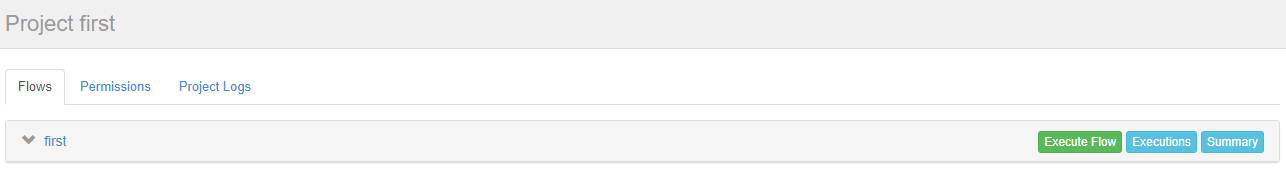 Project first
Flows Permissions Project Logs
first Execute Flow Executions Summary